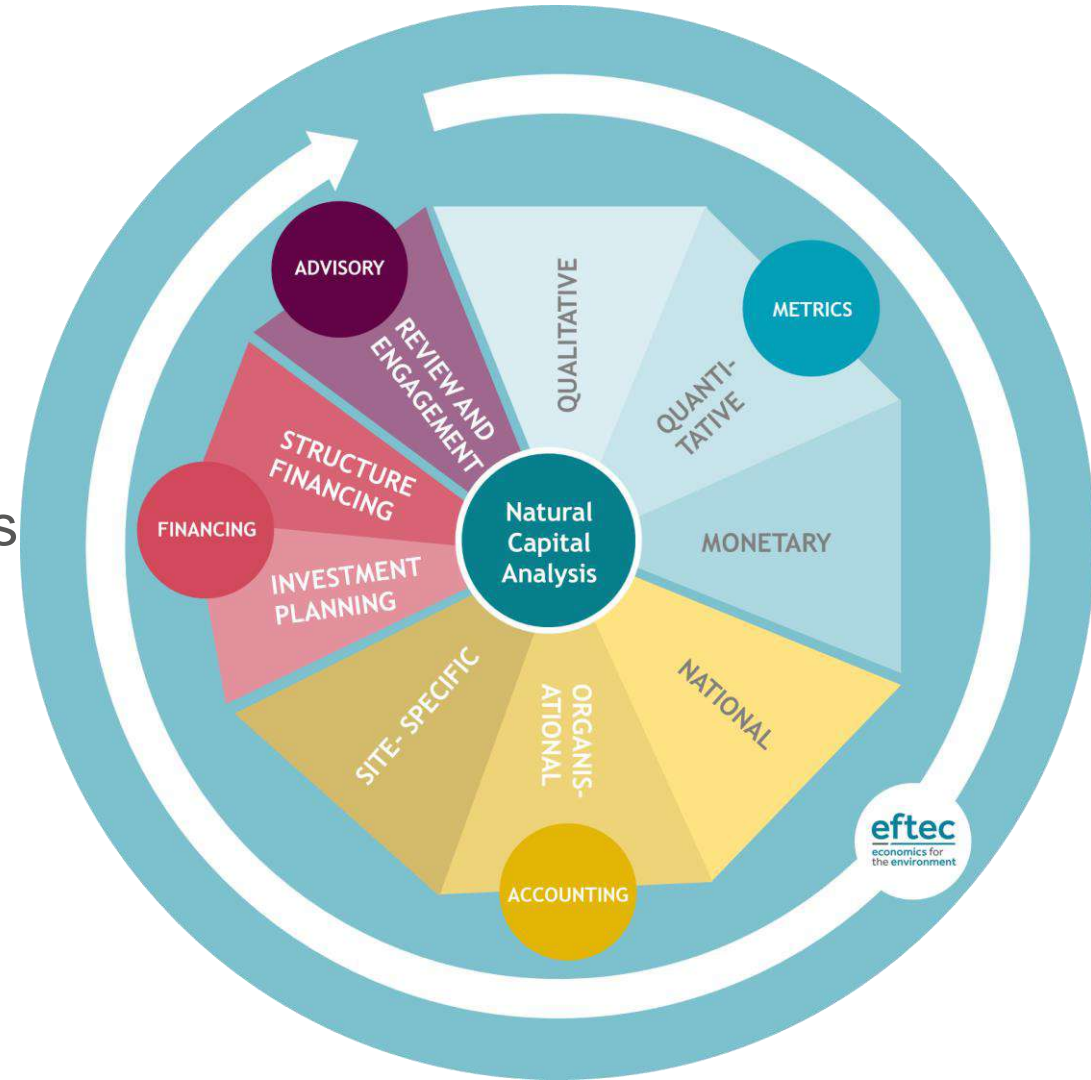 Natural
Capital
Analysis
QUALITATIVE
METRICS
QUANTI-
TATIVE
MONETARY
NATIONAL
ORGANIS-
ATIONAL
ACCOUNTING
SITE- SPECIFIC
INVESTMENT
PLANNING
FINANCING
STRUCTURE
FINANCING
REVIEW AND
ENGAGEMENT
ADVISORY
eftec
economics for
the environment
s